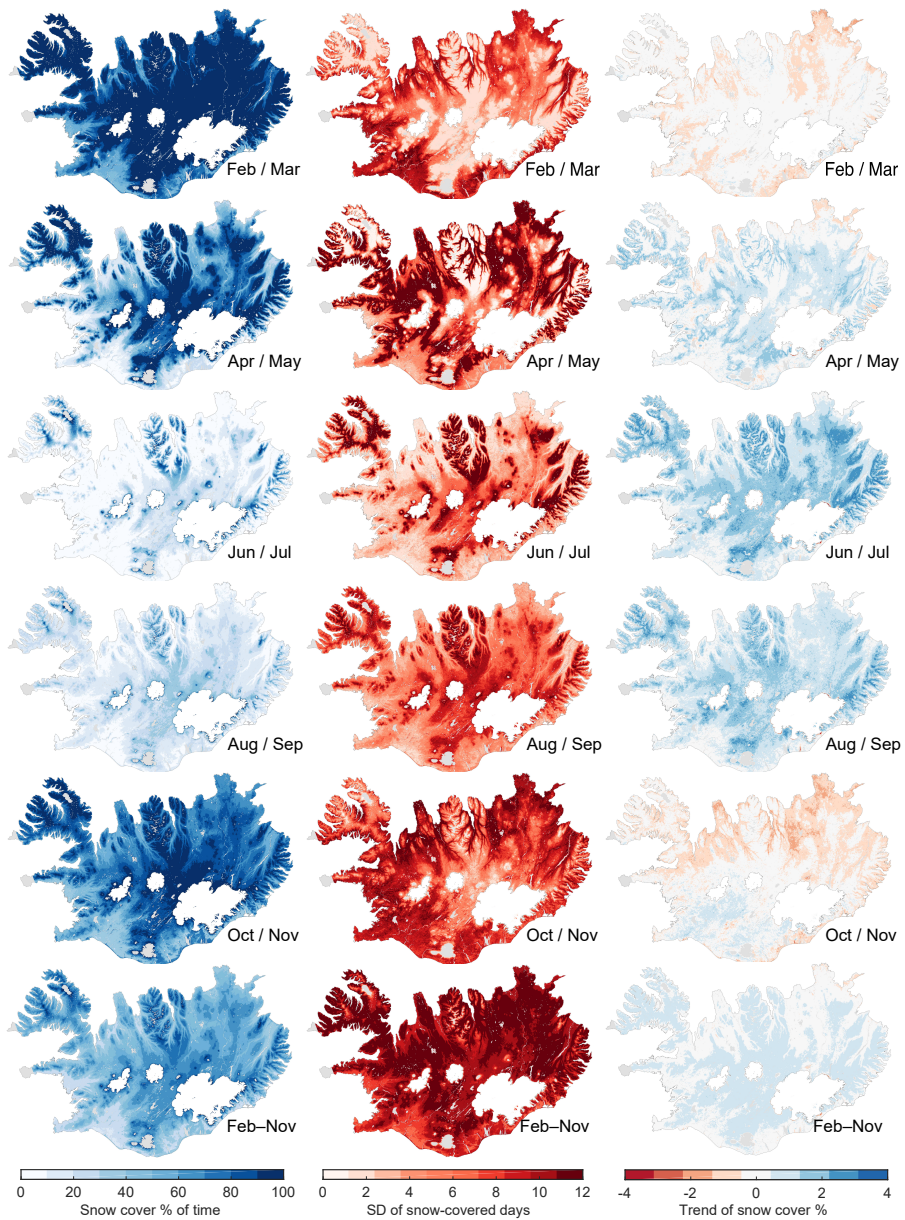 Feb / Mar Feb / Mar Feb / Mar
Apr / May Apr / May Apr / May
Jun / Jul Jun / Jul Jun / Jul
Aug / Sep Aug / Sep Aug / Sep
Oct / Nov Oct / Nov Oct / Nov
Feb–Nov Feb–Nov Feb–Nov
0 20 40 60 80 100 0 2 4 6 8 10 12 -4 -2 0 2 4
Snow cover % of time SD of snow-covered days Trend of snow cover %